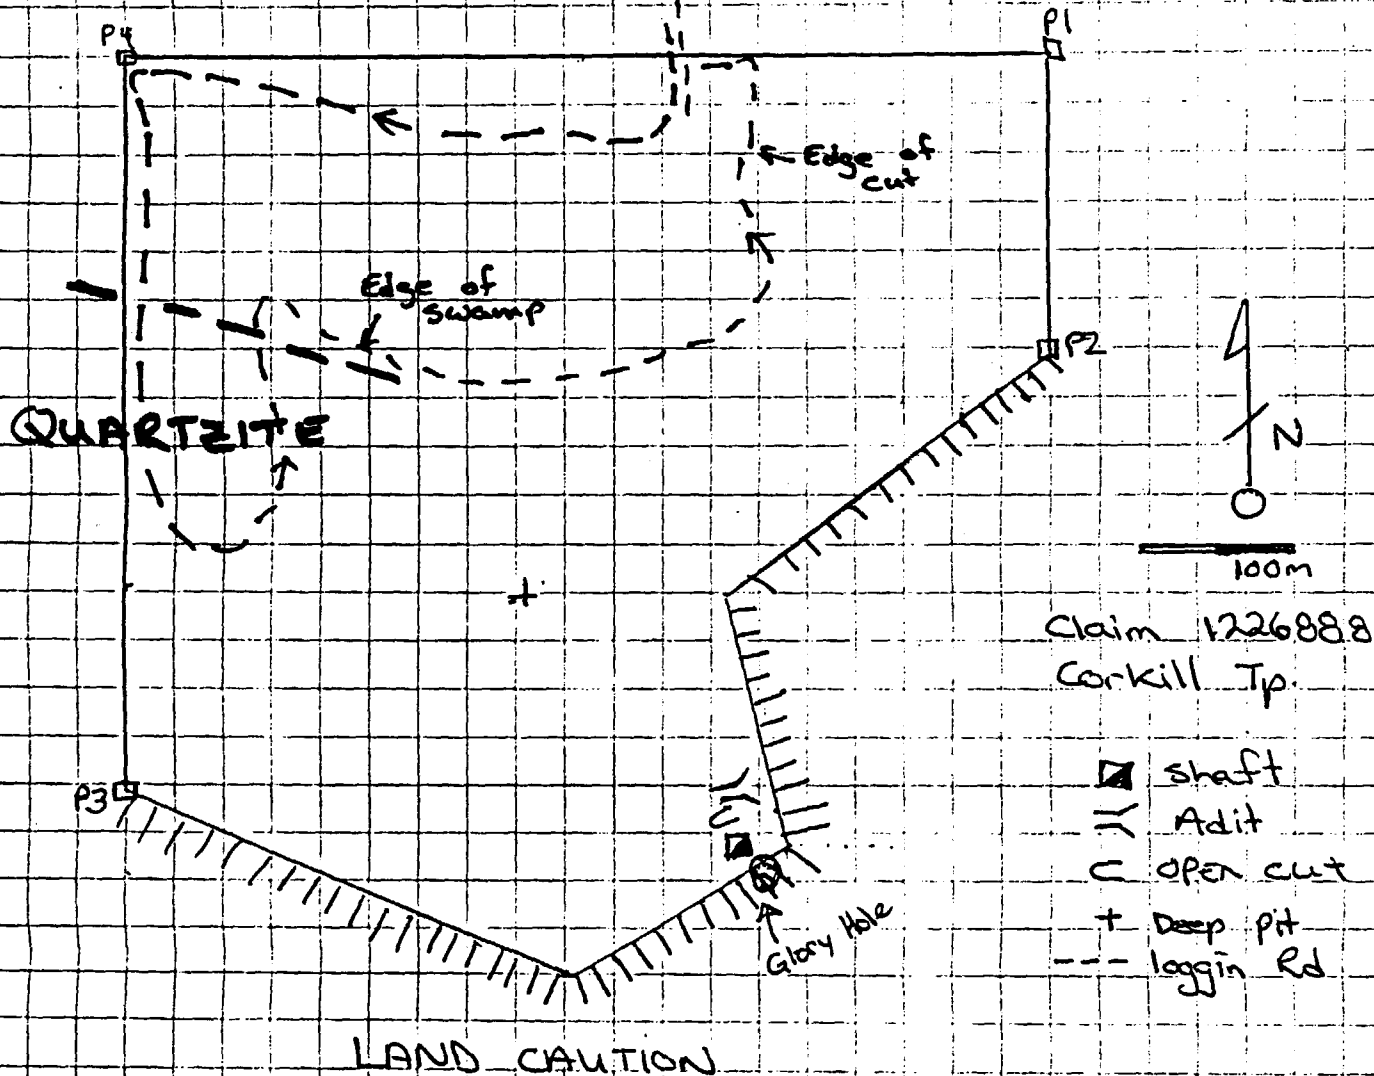 P4
P1
Edge of
cut
Edge of
swamp
P2
QUARTZITE
N
100m
Claim 1226888
Corkill Tp.
P3
Shaft
Adit
OPEN cut
Deep pit
loggin Rd
Glory Hole
LAND CAUTION